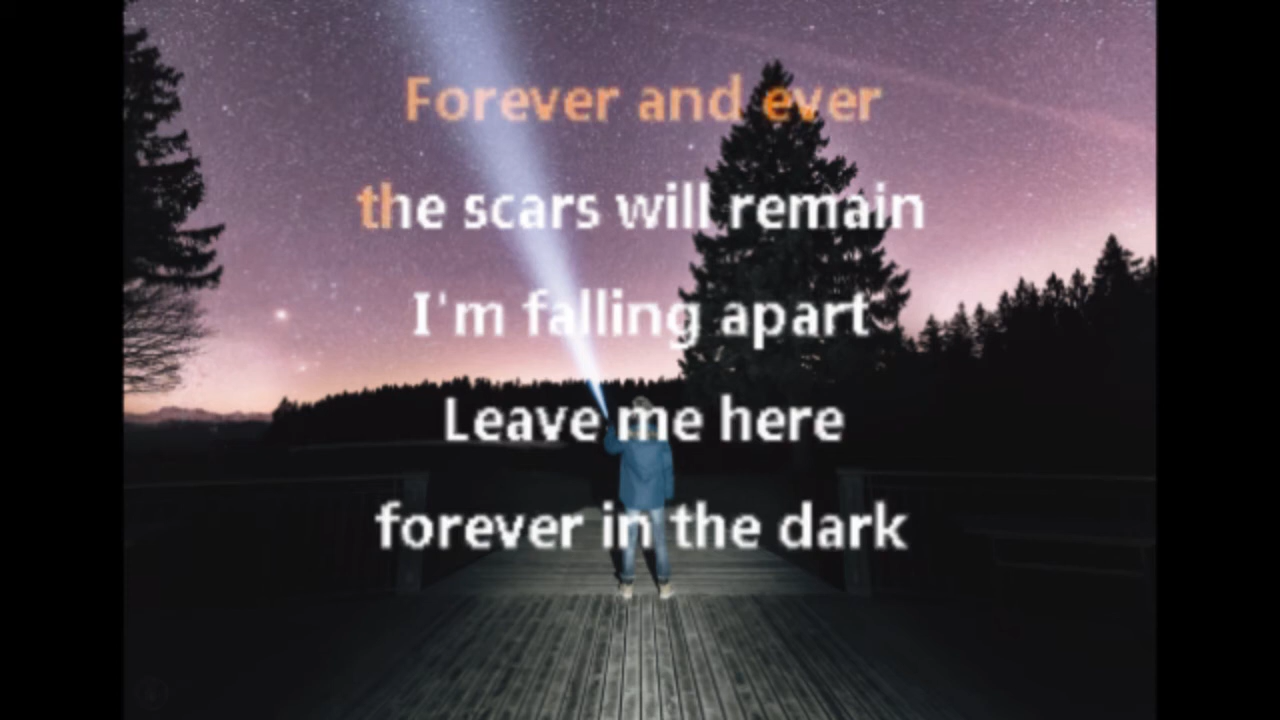 Forever and ever
the scars will remain
I'm falling apart
Leave me here
forever in the dark